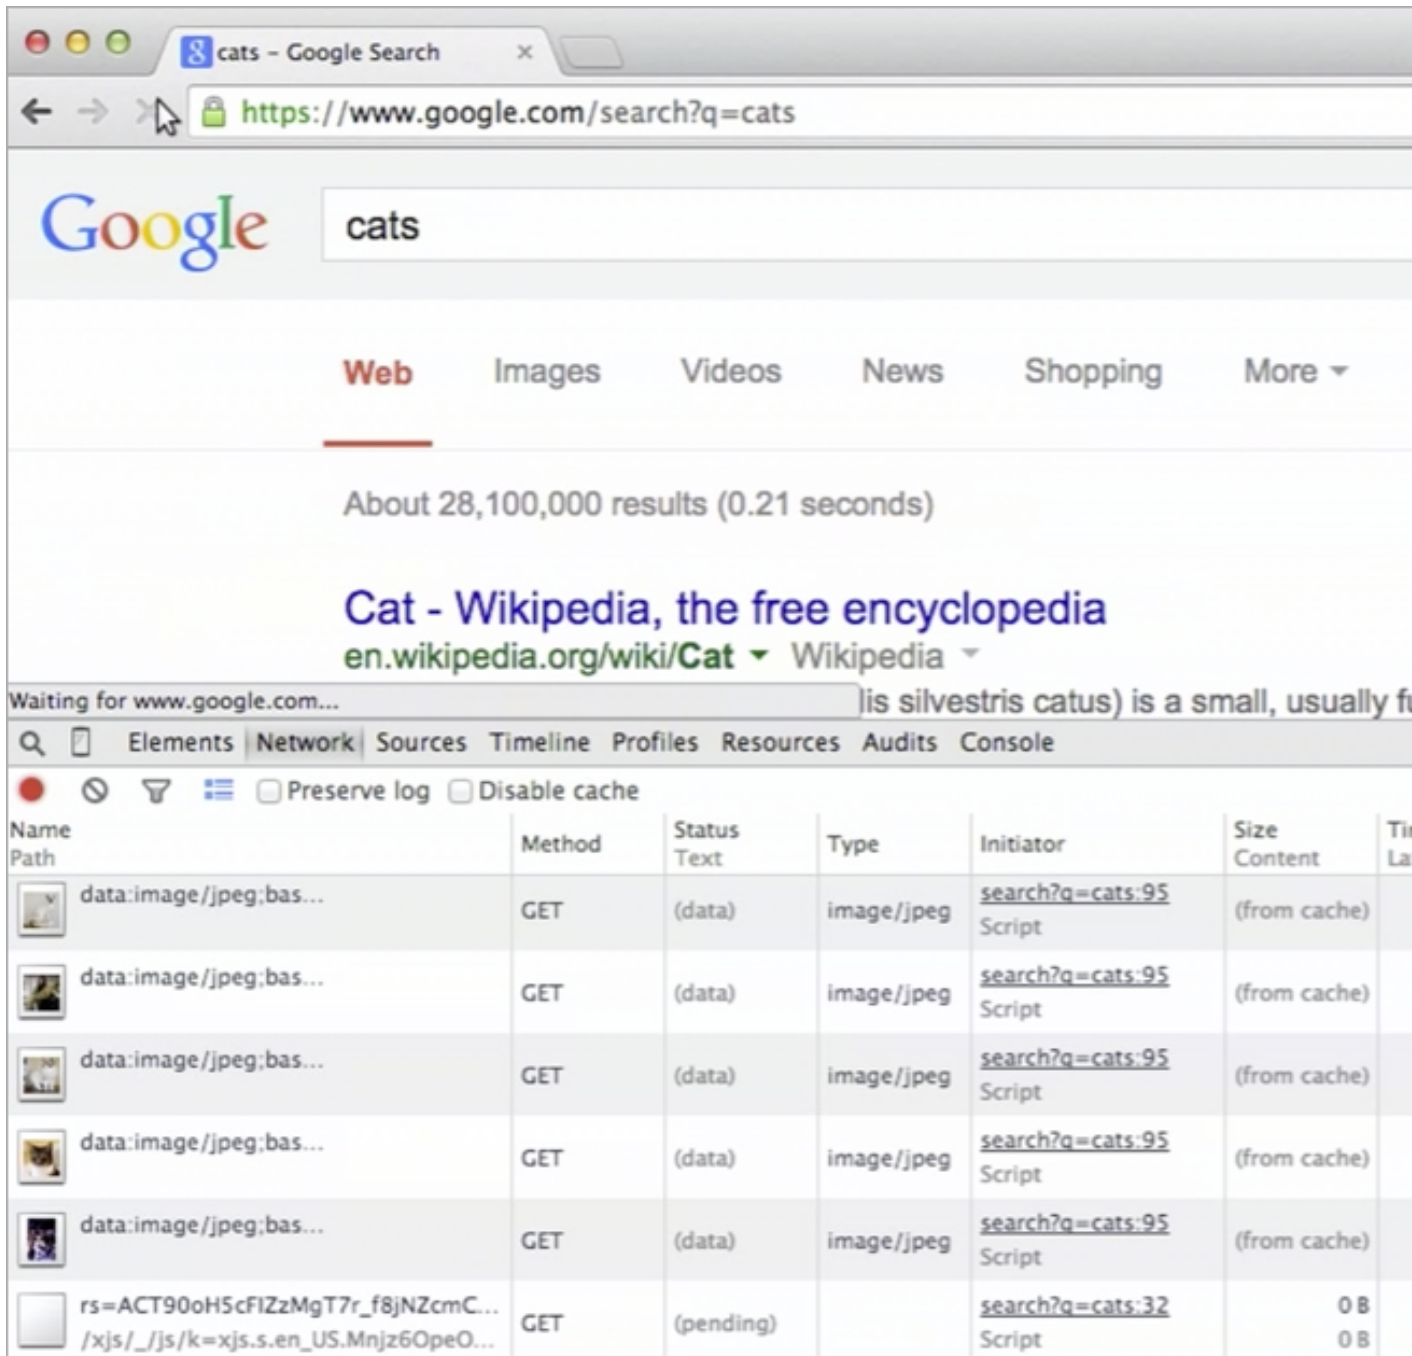 cats – Google Search
https://www.google.com/search?q=cats
Google
cats
Web Images Videos News Shopping More
About 28,100,000 results (0.21 seconds)
Cat - Wikipedia, the free encyclopedia
en.wikipedia.org/wiki/Cat Wikipedia
Waiting for www.google.com... lis silvestris catus) is a small, usually fu
Elements Network Sources Timeline Profiles Resources Audits Console
Preserve log Disable cache
Name Method Status Type Initiator Size
Path Text Content
data:image/jpeg;bas... GET (data) image/jpeg search?q=cats:95 (from cache)
Script
data:image/jpeg;bas... GET (data) image/jpeg search?q=cats:95 (from cache)
Script
data:image/jpeg;bas... GET (data) image/jpeg search?q=cats:95 (from cache)
Script
data:image/jpeg;bas... GET (data) image/jpeg search?q=cats:95 (from cache)
Script
data:image/jpeg;bas... GET (data) image/jpeg search?q=cats:95 (from cache)
Script
rs=ACT90oH5cFIZzMgT7r_f8jNZcmC... GET (pending) search?q=cats:32 0 B
/xjs/_/js/k=xjs.s.en_US.Mnjz6OpeO... Script 0 B